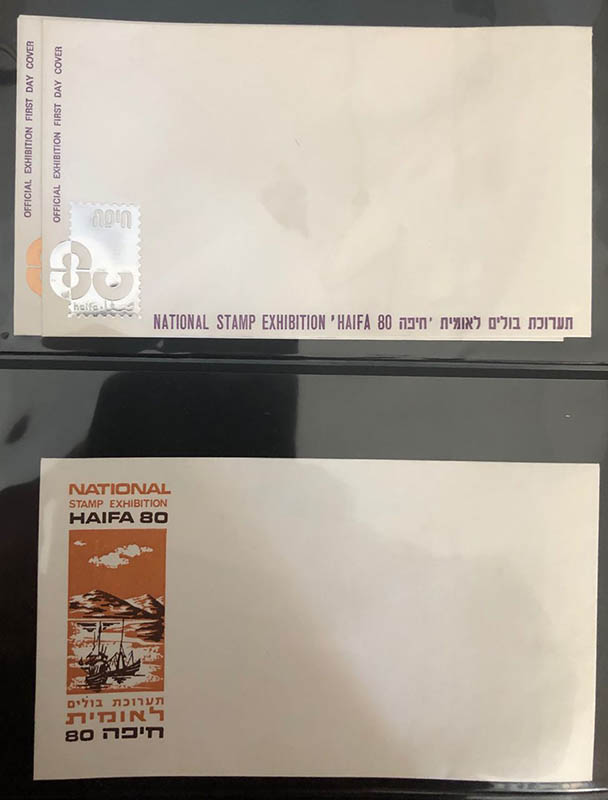 OFFICIAL EXHIBITION FIRST DAY COVER
OFFICIAL EXHIBITION FIRST DAY COVER
חיפה
80
haifa
NATIONAL STAMP EXHIBITION 'HAIFA 80 תערוכת בולים לאומית 'חיפה
NATIONAL
STAMP EXHIBITION
HAIFA 80
תערוכת בולים
לאומית
חיפה 80